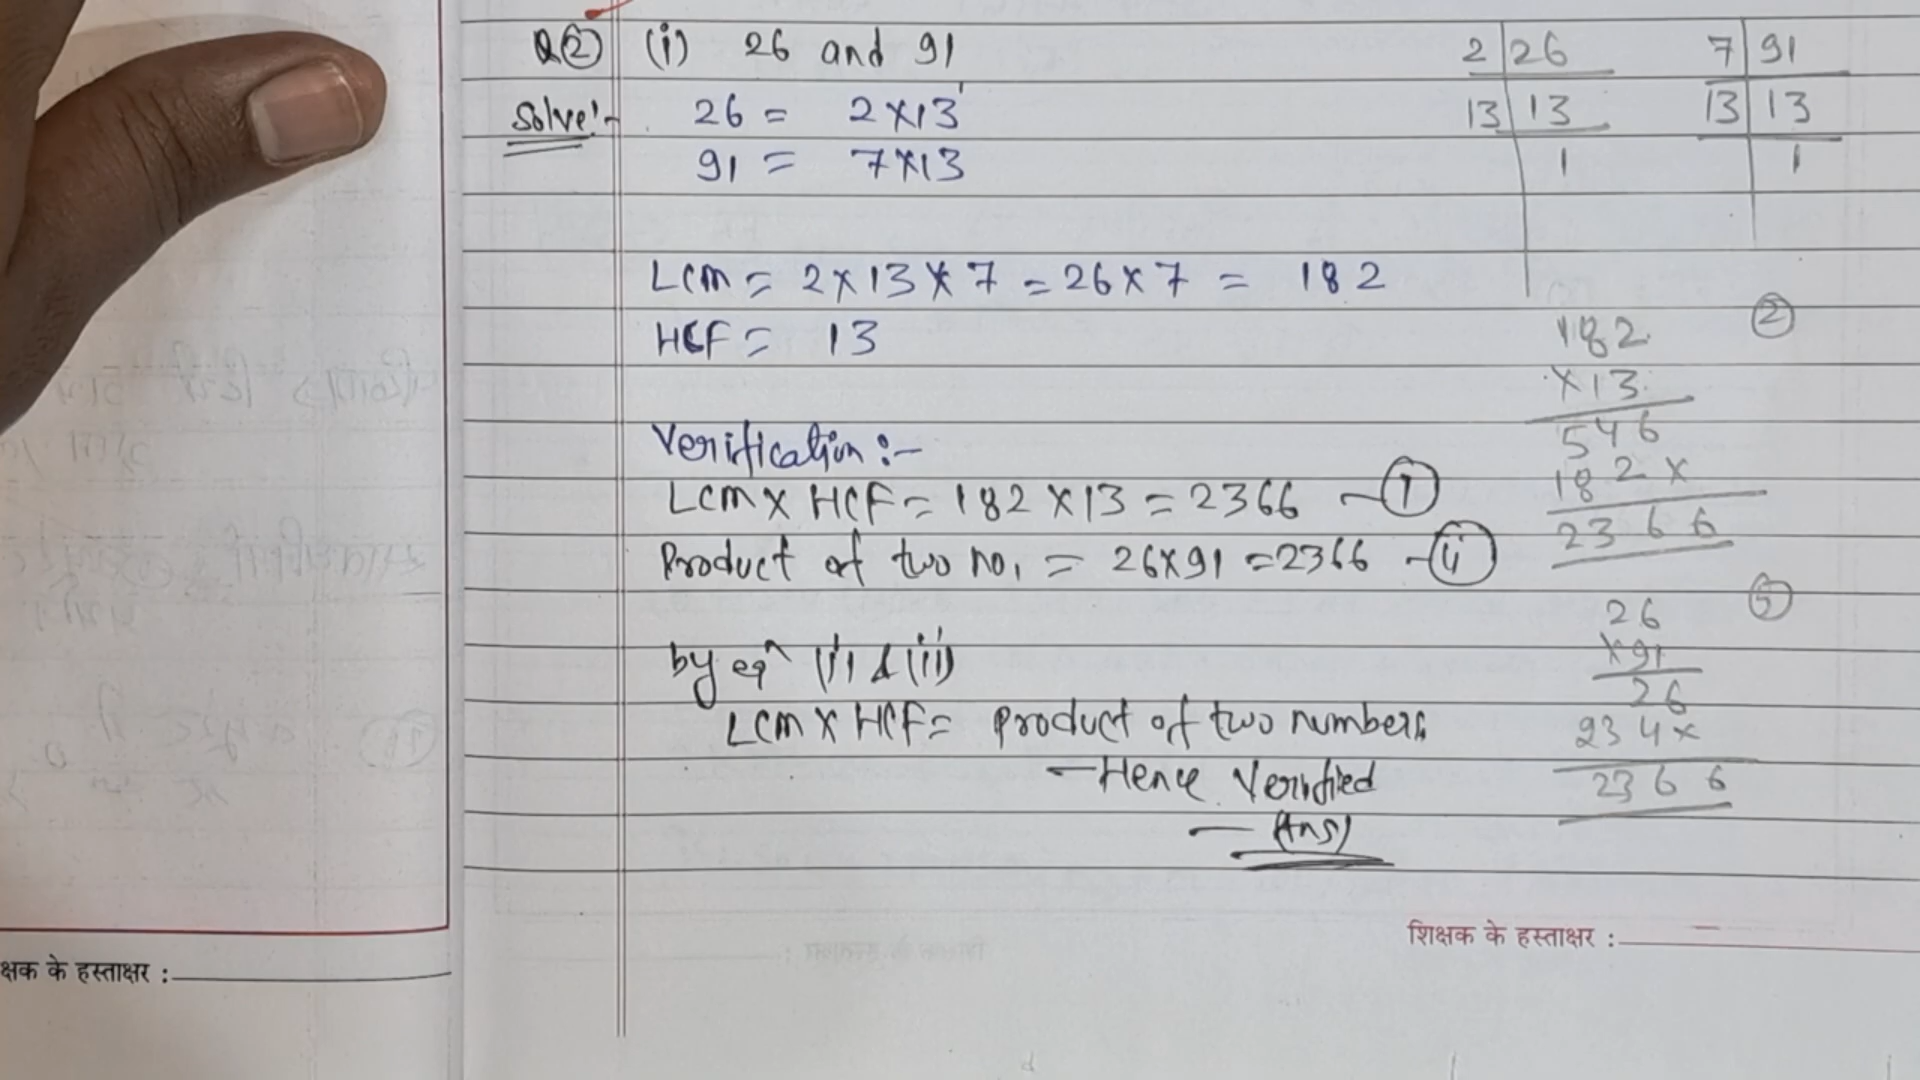 Q② (i) 26 and 91
Solve:- 26 = 2×13
91 = 7×13
2 | 26
13 | 13
1
7 | 91
13 | 13
1
LCM = 2×13×7 = 26×7 = 182
HCF = 13
Verification :-
LCM × HCF = 182 × 13 = 2366 — (i)
Product of two no. = 26×91 = 2366 — (ii)
by eqn (i) & (ii)
LCM × HCF = Product of two numbers
— Hence Verified
— (Ans)
②
182
×13
546
182×
2366
26
×91
26
234×
2366
शिक्षक के हस्ताक्षर :
क्षक के हस्ताक्षर :